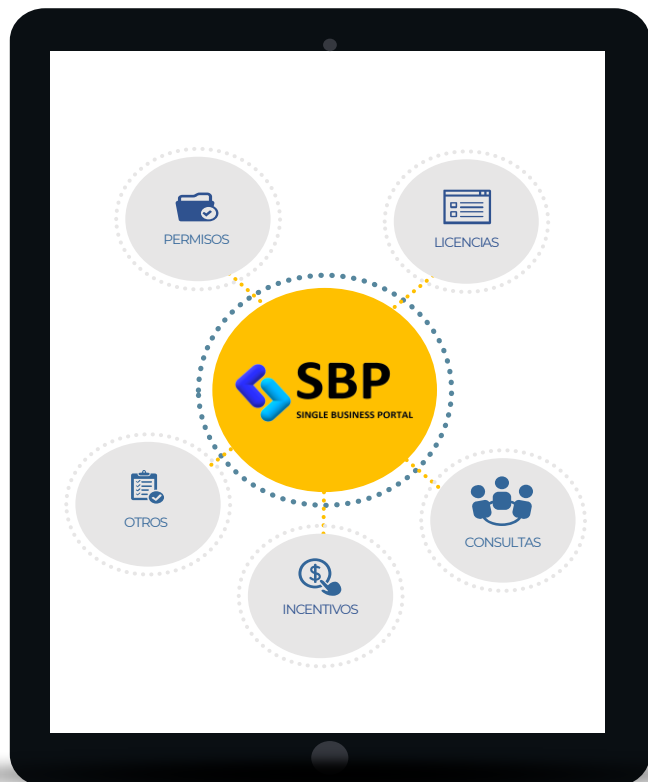 PERMISOS
LICENCIAS
SBP
SINGLE BUSINESS PORTAL
OTROS
CONSULTAS
INCENTIVOS